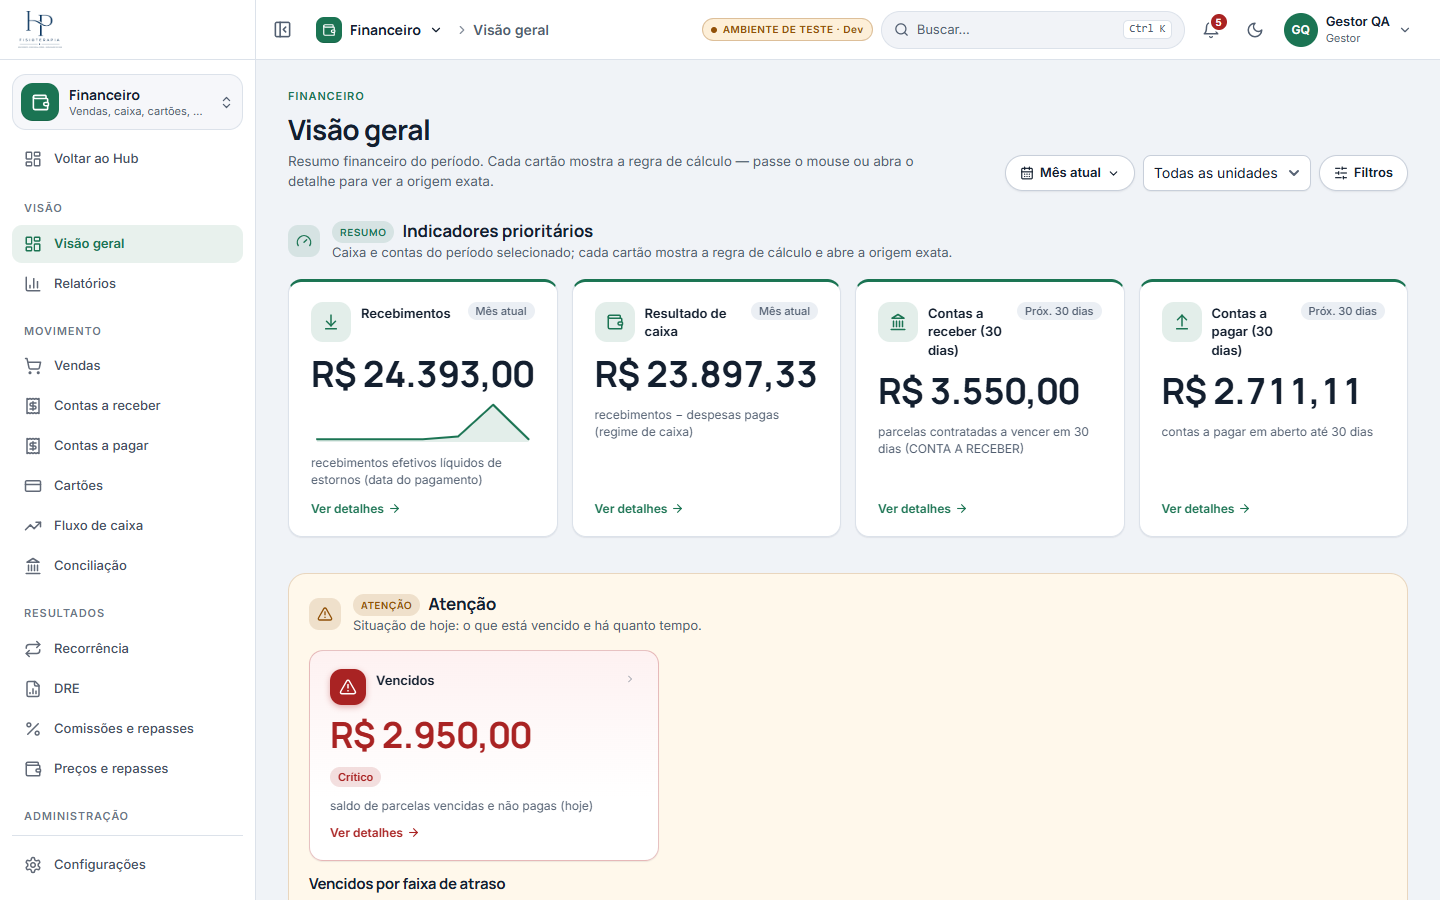 HP
FISIOTERAPIA
Financeiro
Vendas, caixa, cartões, ...
Voltar ao Hub
VISÃO
Visão geral
Relatórios
MOVIMENTO
Vendas
Contas a receber
Contas a pagar
Cartões
Fluxo de caixa
Conciliação
RESULTADOS
Recorrência
DRE
Comissões e repasses
Preços e repasses
ADMINISTRAÇÃO
Configurações
Financeiro
Visão geral
AMBIENTE DE TESTE · Dev
Buscar...
Ctrl K
5
GQ
Gestor QA
Gestor
FINANCEIRO
Visão geral
Resumo financeiro do período. Cada cartão mostra a regra de cálculo — passe o mouse ou abra o
detalhe para ver a origem exata.
Mês atual
Todas as unidades
Filtros
RESUMO
Indicadores prioritários
Caixa e contas do período selecionado; cada cartão mostra a regra de cálculo e abre a origem exata.
Recebimentos
Mês atual
R$ 24.393,00
recebimentos efetivos líquidos de
estornos (data do pagamento)
Ver detalhes →
Resultado de
caixa
Mês atual
R$ 23.897,33
recebimentos − despesas pagas
(regime de caixa)
Ver detalhes →
Contas a
receber (30
dias)
Próx. 30 dias
R$ 3.550,00
parcelas contratadas a vencer em 30
dias (CONTA A RECEBER)
Ver detalhes →
Contas a
pagar (30
dias)
Próx. 30 dias
R$ 2.711,11
contas a pagar em aberto até 30 dias
Ver detalhes →
ATENÇÃO
Atenção
Situação de hoje: o que está vencido e há quanto tempo.
Vencidos
R$ 2.950,00
Crítico
saldo de parcelas vencidas e não pagas (hoje)
Ver detalhes →
Vencidos por faixa de atraso